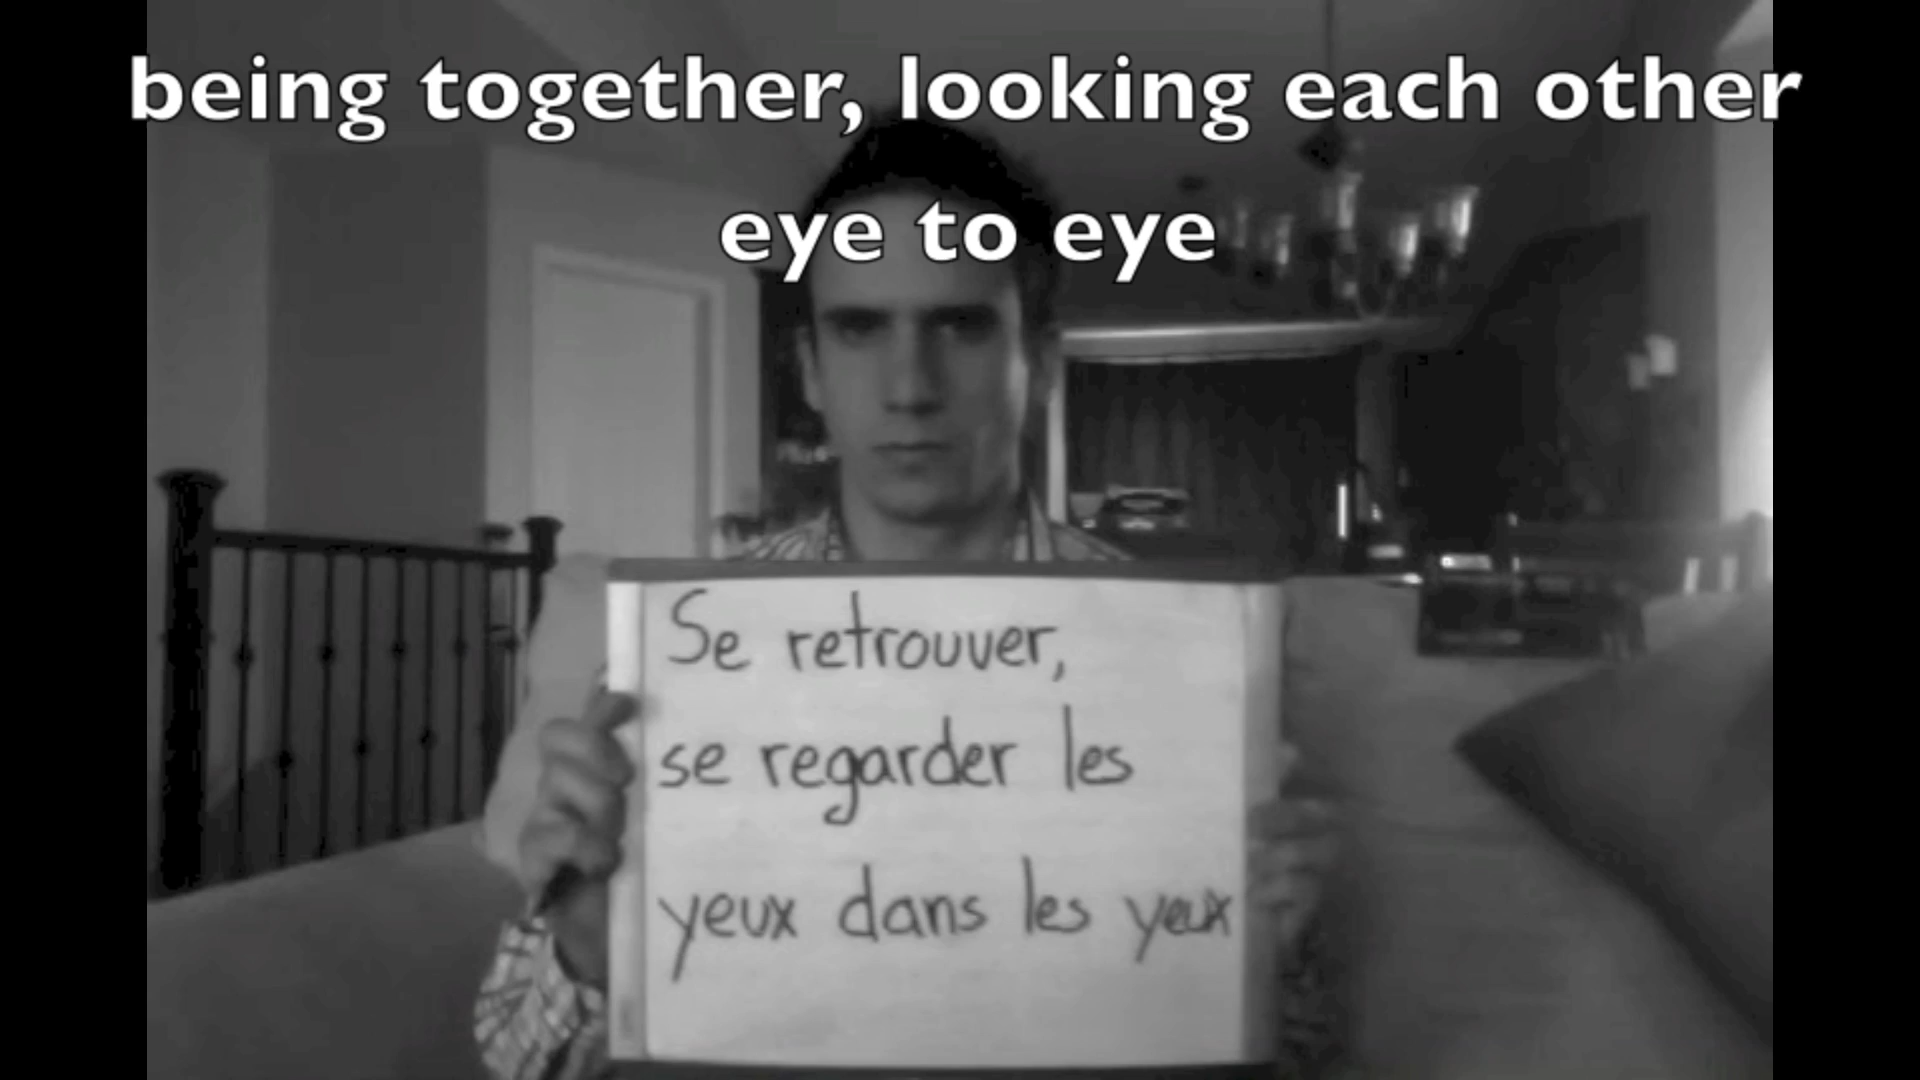 being together, looking each other
eye to eye
Se retrouver,
se regarder les
yeux dans les yeux